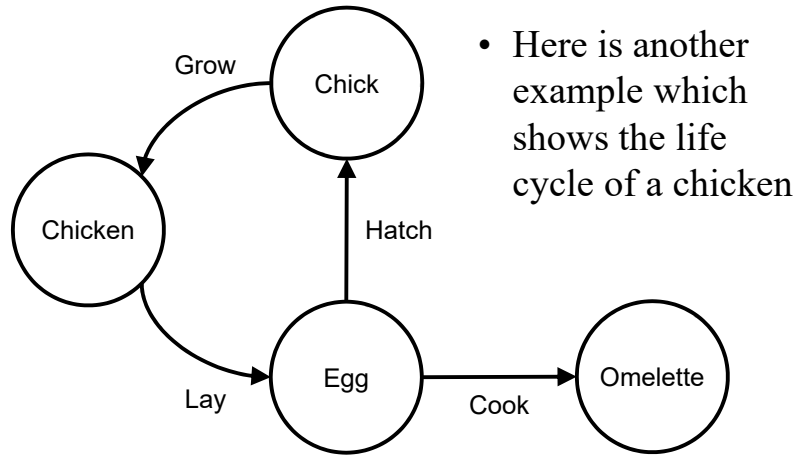 Grow
Chick
• Here is another
example which
shows the life
cycle of a chicken
Chicken
Hatch
Lay
Egg
Cook
Omelette